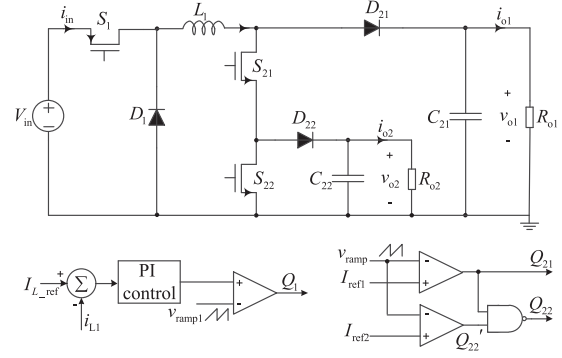 i_in S_1 L_1 D_21 i_o1
S_21
V_in D_1 D_22 i_o2 C_21 + v_o1 - R_o1
S_22 C_22 + v_o2 - R_o2
I_L_ref + Σ - i_L1 PI control + - v_ramp1 Q_1
v_ramp - + Q_21
I_ref1
I_ref2 - + Q_22' Q_22